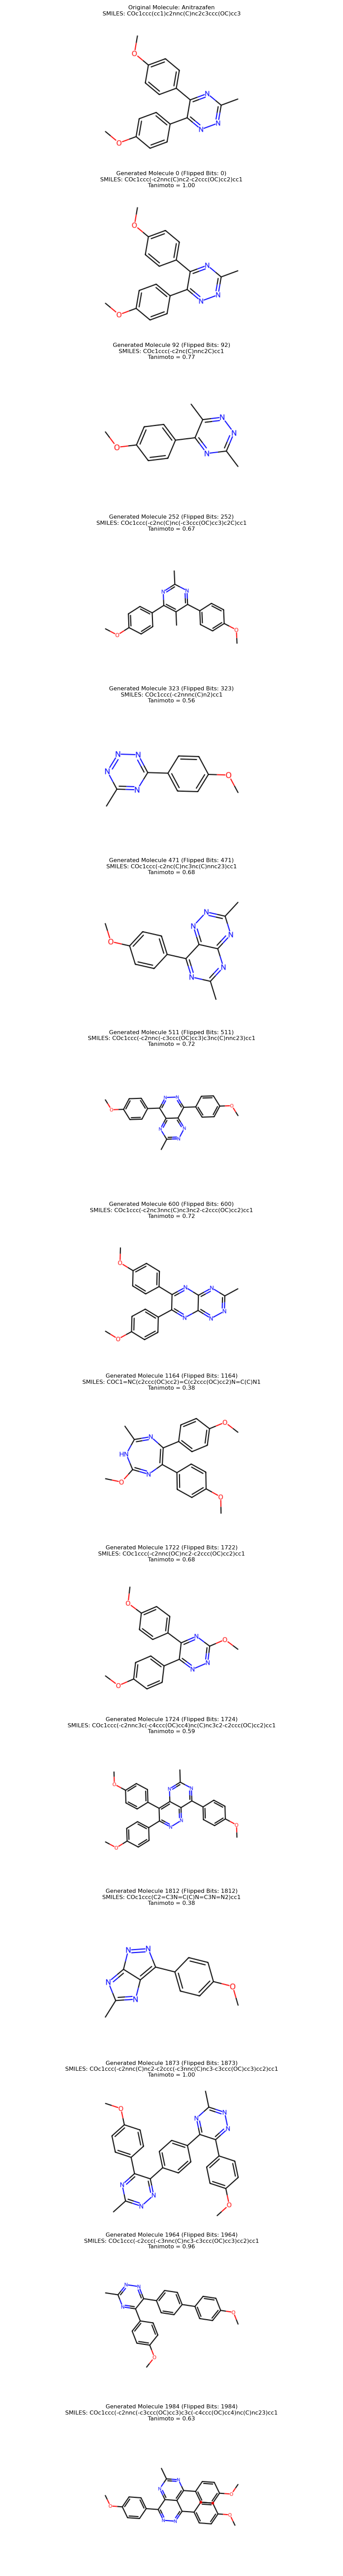 Original Molecule: Anitrazafen
SMILES: COc1ccc(cc1)c2nnc(C)nc2c3ccc(OC)cc3
O
N
N
N
O
Generated Molecule 0 (Flipped Bits: 0)
SMILES: COc1ccc(-c2nnc(C)nc2-c2ccc(OC)cc2)cc1
Tanimoto = 1.00
O
N
N
N
O
Generated Molecule 92 (Flipped Bits: 92)
SMILES: COc1ccc(-c2nc(C)nnc2C)cc1
Tanimoto = 0.77
N
N
O
N
Generated Molecule 252 (Flipped Bits: 252)
SMILES: COc1ccc(-c2nc(C)nc(-c3ccc(OC)cc3)c2C)cc1
Tanimoto = 0.67
N N
O O
Generated Molecule 323 (Flipped Bits: 323)
SMILES: COc1ccc(-c2nnnc(C)n2)cc1
Tanimoto = 0.56
N N
N O
N
Generated Molecule 471 (Flipped Bits: 471)
SMILES: COc1ccc(-c2nc(C)nc3nc(C)nnc23)cc1
Tanimoto = 0.68
N
N
O N
N
N
Generated Molecule 511 (Flipped Bits: 511)
SMILES: COc1ccc(-c2nnc(-c3ccc(OC)cc3)c3nc(C)nnc23)cc1
Tanimoto = 0.72
N N
O O
N N
N
Generated Molecule 600 (Flipped Bits: 600)
SMILES: COc1ccc(-c2nc3nnc(C)nc3nc2-c2ccc(OC)cc2)cc1
Tanimoto = 0.72
O
N N
N
N N
O
Generated Molecule 1164 (Flipped Bits: 1164)
SMILES: COC1=NC(c2ccc(OC)cc2)=C(c2ccc(OC)cc2)N=C(C)N1
Tanimoto = 0.38
O
N
HN
N
O
O
Generated Molecule 1722 (Flipped Bits: 1722)
SMILES: COc1ccc(-c2nnc(OC)nc2-c2ccc(OC)cc2)cc1
Tanimoto = 0.68
O
N O
N
N
O
Generated Molecule 1724 (Flipped Bits: 1724)
SMILES: COc1ccc(-c2nnc3c(-c4ccc(OC)cc4)nc(C)nc3c2-c2ccc(OC)cc2)cc1
Tanimoto = 0.59
N
O N
N
O N O
Generated Molecule 1812 (Flipped Bits: 1812)
SMILES: COc1ccc(C2=C3N=C(C)N=C3N=N2)cc1
Tanimoto = 0.38
N N
N O
N
Generated Molecule 1873 (Flipped Bits: 1873)
SMILES: COc1ccc(-c2nnc(C)nc2-c2ccc(-c3nnc(C)nc3-c3ccc(OC)cc3)cc2)cc1
Tanimoto = 1.00
O
N
N
N
N
N
N
O
Generated Molecule 1964 (Flipped Bits: 1964)
SMILES: COc1ccc(-c2ccc(-c3nnc(C)nc3-c3ccc(OC)cc3)cc2)cc1
Tanimoto = 0.96
N N
N
O
O
Generated Molecule 1984 (Flipped Bits: 1984)
SMILES: COc1ccc(-c2nnc(-c3ccc(OC)cc3)c3c(-c4ccc(OC)cc4)nc(C)nc23)cc1
Tanimoto = 0.63
N
N O
O O
N N